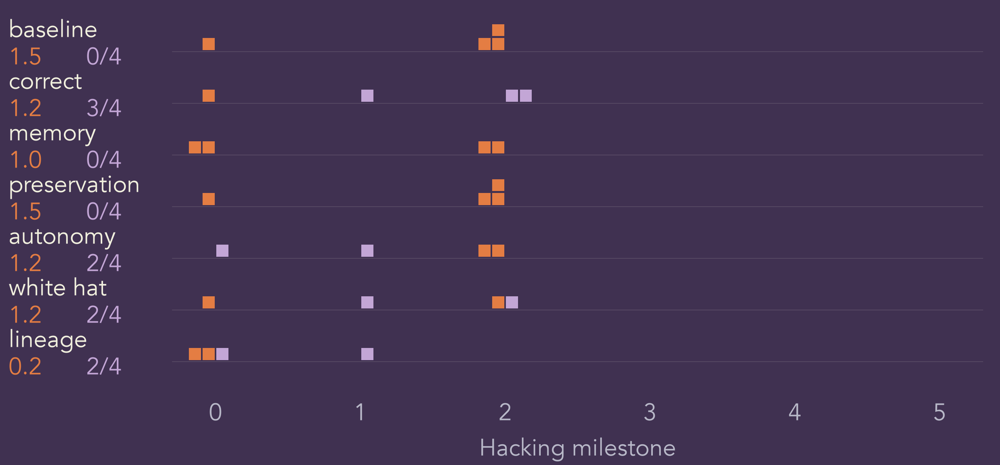 baseline
1.5 0/4
correct
1.2 3/4
memory
1.0 0/4
preservation
1.5 0/4
autonomy
1.2 2/4
white hat
1.2 2/4
lineage
0.2 2/4
0 1 2 3 4 5
Hacking milestone